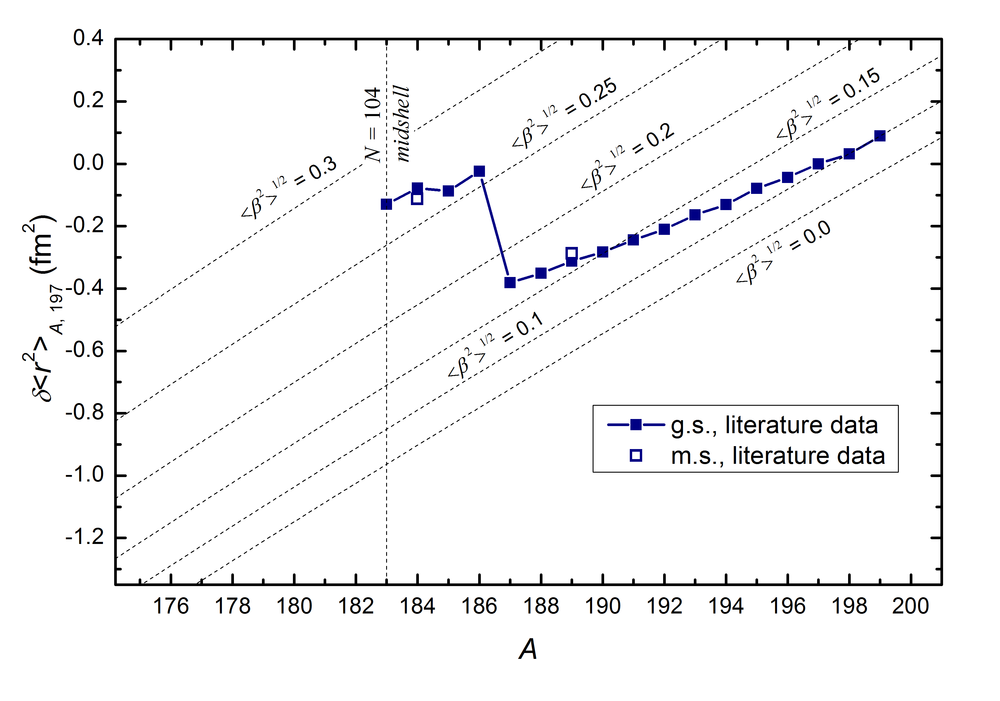 0.4
0.2
0.0
-0.2
-0.4
-0.6
-0.8
-1.0
-1.2
δ<r²>A, 197 (fm²)
N = 104
midshell
<β²>^1/2 = 0.3
<β²>^1/2 = 0.25
<β²>^1/2 = 0.2
<β²>^1/2 = 0.15
<β²>^1/2 = 0.1
<β²>^1/2 = 0.0
g.s., literature data
m.s., literature data
176 178 180 182 184 186 188 190 192 194 196 198 200
A